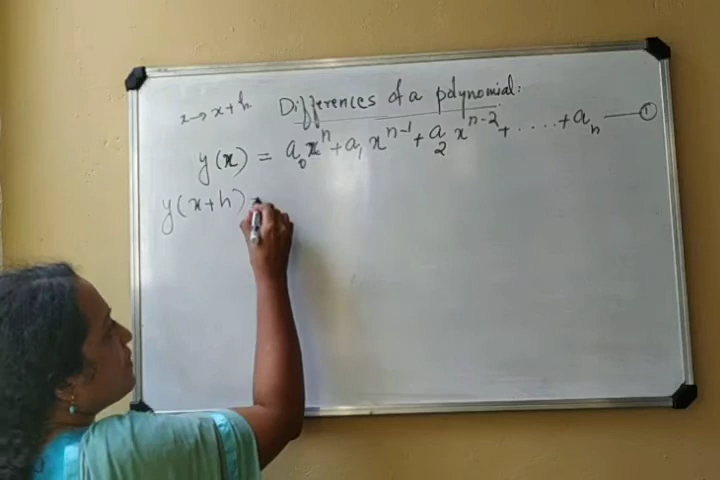 x→x+h Differences of a polynomial:
y(x) = a₀xⁿ + a₁xⁿ⁻¹ + a₂xⁿ⁻² + ..... + aₙ —①
y(x+h) =